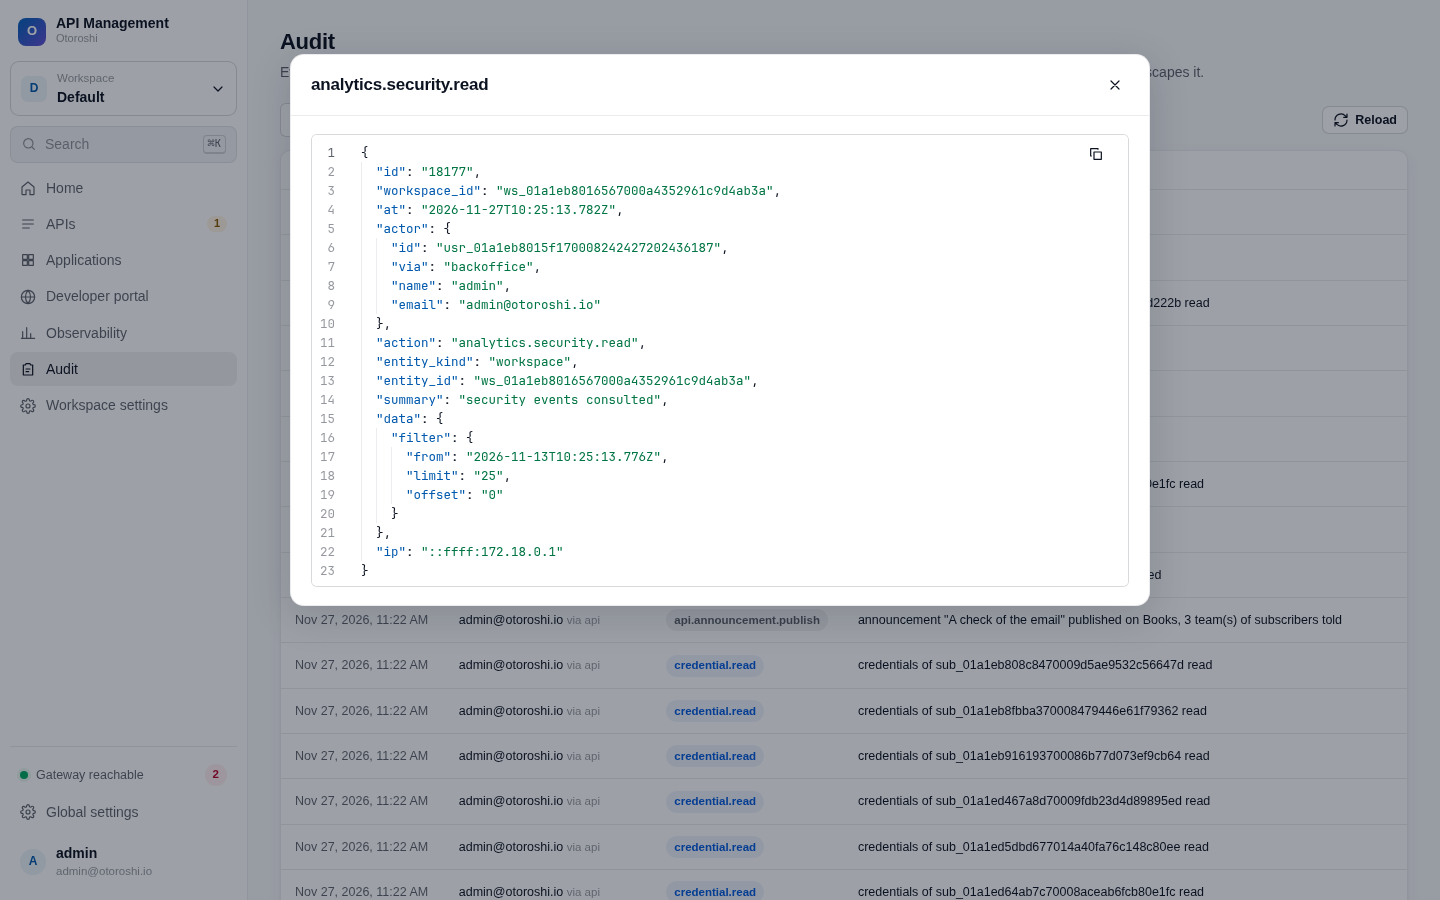 O
API Management
Otoroshi
D
Workspace
Default
Search
⌘K
Home
APIs
1
Applications
Developer portal
Observability
Audit
Workspace settings
Gateway reachable
2
Global settings
A
admin
admin@otoroshi.io
Audit
E
scapes it.
Reload
analytics.security.read
1 {
2 "id": "18177",
3 "workspace_id": "ws_01a1eb8016567000a4352961c9d4ab3a",
4 "at": "2026-11-27T10:25:13.782Z",
5 "actor": {
6 "id": "usr_01a1eb8015f170008242427202436187",
7 "via": "backoffice",
8 "name": "admin",
9 "email": "admin@otoroshi.io"
10 },
11 "action": "analytics.security.read",
12 "entity_kind": "workspace",
13 "entity_id": "ws_01a1eb8016567000a4352961c9d4ab3a",
14 "summary": "security events consulted",
15 "data": {
16 "filter": {
17 "from": "2026-11-13T10:25:13.776Z",
18 "limit": "25",
19 "offset": "0"
20 }
21 },
22 "ip": "::ffff:172.18.0.1"
23 }
d222b read
0e1fc read
ed
Nov 27, 2026, 11:22 AM admin@otoroshi.io via api api.announcement.publish announcement "A check of the email" published on Books, 3 team(s) of subscribers told
Nov 27, 2026, 11:22 AM admin@otoroshi.io via api credential.read credentials of sub_01a1eb808c8470009d5ae9532c56647d read
Nov 27, 2026, 11:22 AM admin@otoroshi.io via api credential.read credentials of sub_01a1eb8fbba370008479446e61f79362 read
Nov 27, 2026, 11:22 AM admin@otoroshi.io via api credential.read credentials of sub_01a1eb916193700086b77d073ef9cb64 read
Nov 27, 2026, 11:22 AM admin@otoroshi.io via api credential.read credentials of sub_01a1ed467a8d70009fdb23d4d89895ed read
Nov 27, 2026, 11:22 AM admin@otoroshi.io via api credential.read credentials of sub_01a1ed5dbd677014a40fa76c148c80ee read
Nov 27, 2026, 11:22 AM admin@otoroshi.io via api credential.read credentials of sub_01a1ed64ab7c70008aceab6fcb80e1fc read